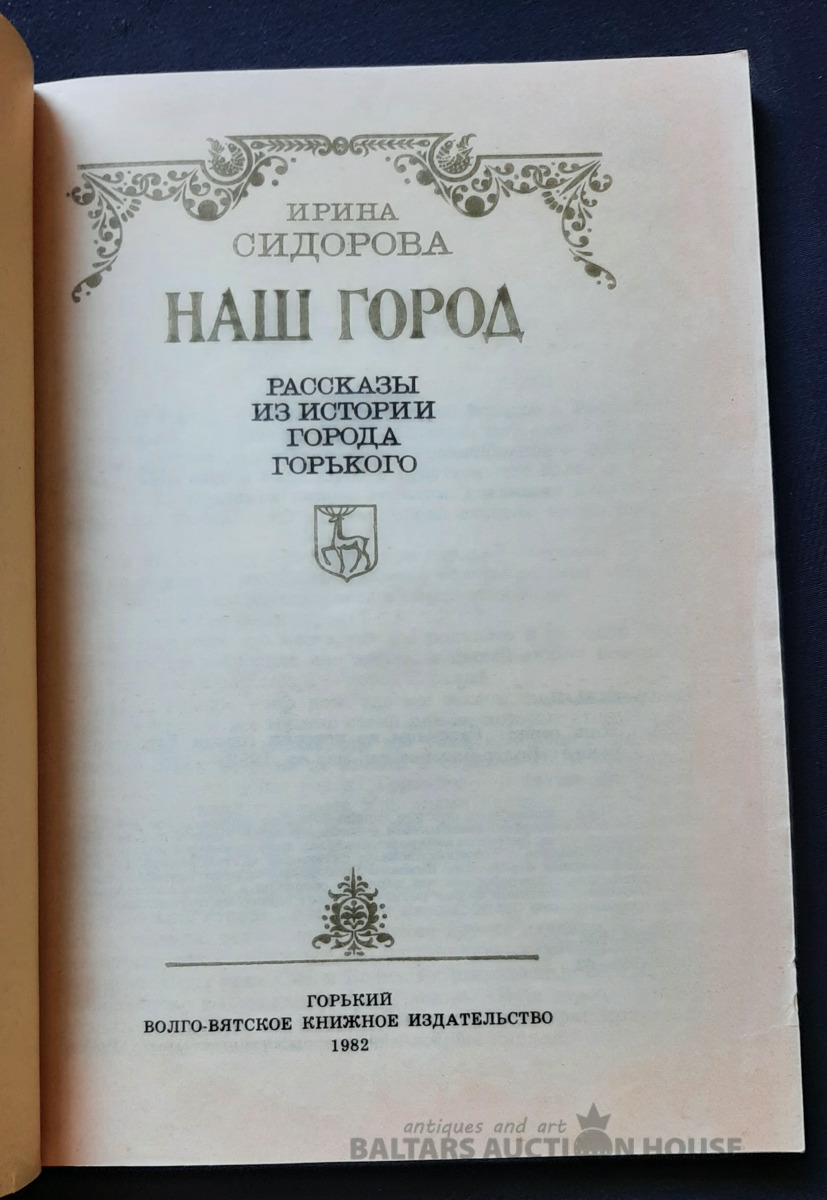 ИРИНА
СИДОРОВА
НАШ ГОРОД
РАССКАЗЫ
ИЗ ИСТОРИИ
ГОРОДА
ГОРЬКОГО
ГОРЬКИЙ
ВОЛГО-ВЯТСКОЕ КНИЖНОЕ ИЗДАТЕЛЬСТВО
1982
antiques and art
BALTARS AUCTION HOUSE